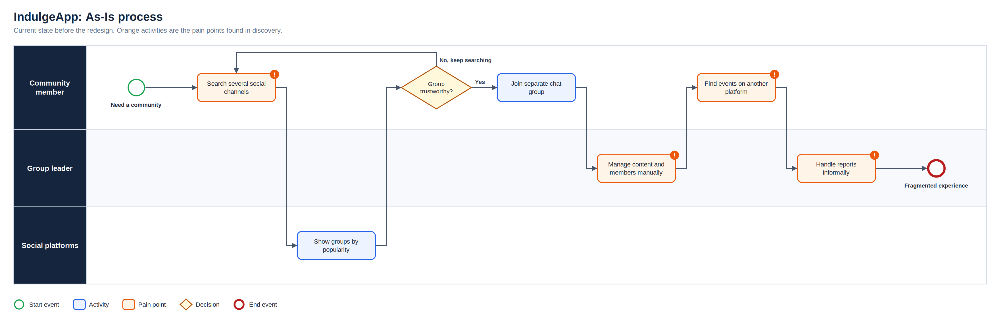 IndulgeApp: As-Is process
Current state before the redesign. Orange activities are the pain points found in discovery.
Community
member
Need a community
Search several social
channels
!
Group
trustworthy?
No, keep searching
Yes
Join separate chat
group
Find events on another
platform
!
Group leader
Manage content and
members manually
!
Handle reports
informally
!
Fragmented experience
Social platforms
Show groups by
popularity
Start event
Activity
Pain point
Decision
End event